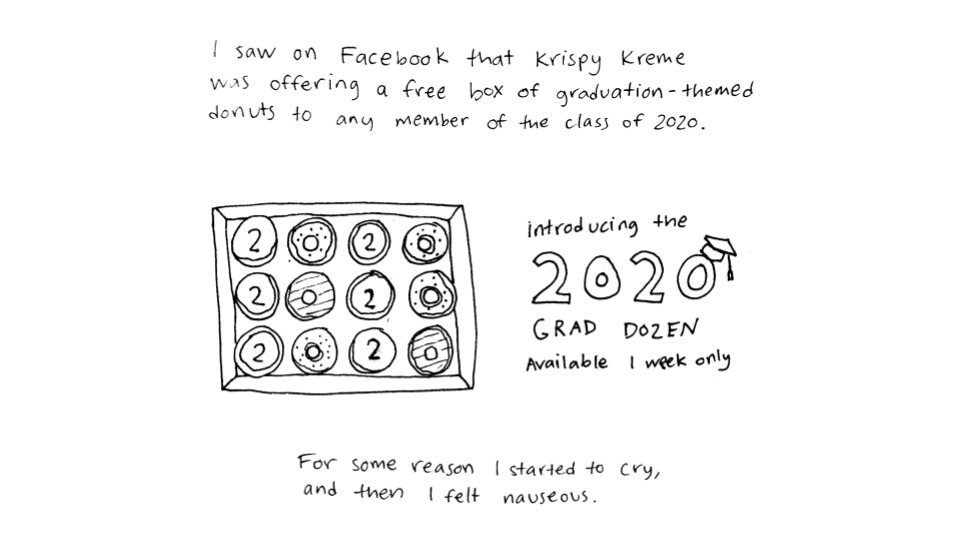 I saw on Facebook that Krispy Kreme
was offering a free box of graduation-themed
donuts to any member of the class of 2020.
2 2
2 2
2 2
introducing the
2020
GRAD DOZEN
Available 1 week only
For some reason I started to cry,
and then I felt nauseous.